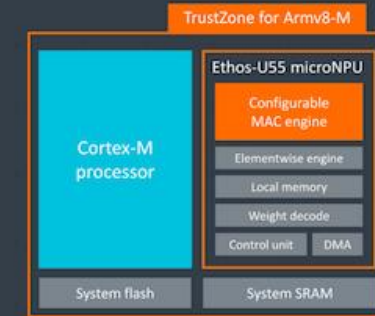 TrustZone for Armv8-M
Cortex-M
processor
Ethos-U55 microNPU
Configurable
MAC engine
Elementwise engine
Local memory
Weight decode
Control unit
DMA
System flash
System SRAM